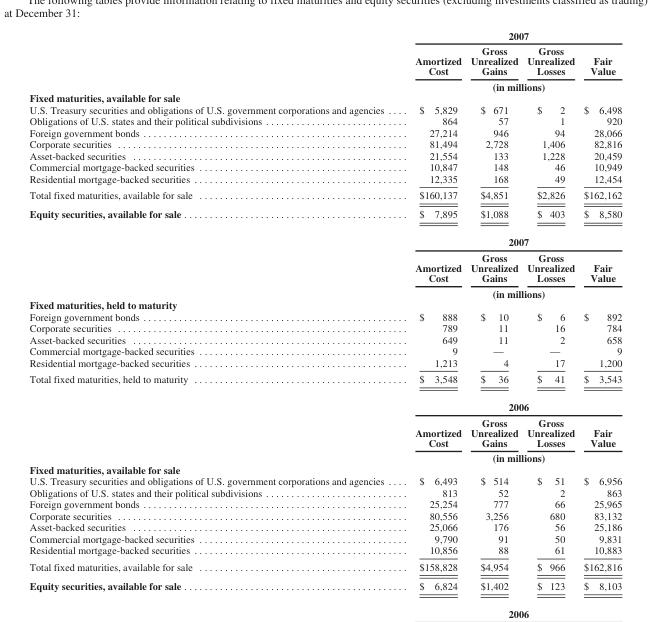 The following tables provide information relating to fixed maturities and equity securities (excluding investments classified as trading)
at December 31:
2007
Amortized Cost Gross Unrealized Gains Gross Unrealized Losses Fair Value
(in millions)
Fixed maturities, available for sale
U.S. Treasury securities and obligations of U.S. government corporations and agencies .... $ 5,829 $ 671 $ 2 $ 6,498
Obligations of U.S. states and their political subdivisions .... 864 57 1 920
Foreign government bonds .... 27,214 946 94 28,066
Corporate securities .... 81,494 2,728 1,406 82,816
Asset-backed securities .... 21,554 133 1,228 20,459
Commercial mortgage-backed securities .... 10,847 148 46 10,949
Residential mortgage-backed securities .... 12,335 168 49 12,454
Total fixed maturities, available for sale .... $160,137 $4,851 $2,826 $162,162
Equity securities, available for sale .... $ 7,895 $1,088 $ 403 $ 8,580
2007
Amortized Cost Gross Unrealized Gains Gross Unrealized Losses Fair Value
(in millions)
Fixed maturities, held to maturity
Foreign government bonds .... $ 888 $ 10 $ 6 $ 892
Corporate securities .... 789 11 16 784
Asset-backed securities .... 649 11 2 658
Commercial mortgage-backed securities .... 9 — — 9
Residential mortgage-backed securities .... 1,213 4 17 1,200
Total fixed maturities, held to maturity .... $ 3,548 $ 36 $ 41 $ 3,543
2006
Amortized Cost Gross Unrealized Gains Gross Unrealized Losses Fair Value
(in millions)
Fixed maturities, available for sale
U.S. Treasury securities and obligations of U.S. government corporations and agencies .... $ 6,493 $ 514 $ 51 $ 6,956
Obligations of U.S. states and their political subdivisions .... 813 52 2 863
Foreign government bonds .... 25,254 777 66 25,965
Corporate securities .... 80,556 3,256 680 83,132
Asset-backed securities .... 25,066 176 56 25,186
Commercial mortgage-backed securities .... 9,790 91 50 9,831
Residential mortgage-backed securities .... 10,856 88 61 10,883
Total fixed maturities, available for sale .... $158,828 $4,954 $ 966 $162,816
Equity securities, available for sale .... $ 6,824 $1,402 $ 123 $ 8,103
2006